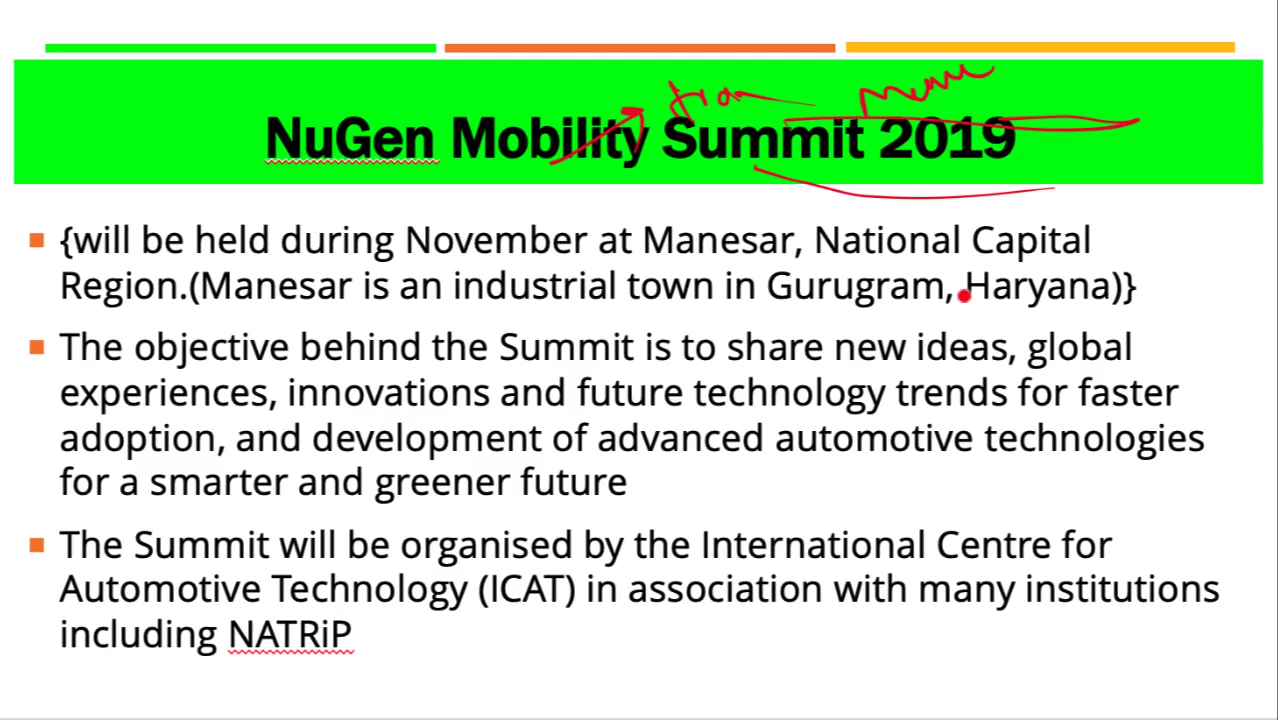 NuGen Mobility Summit 2019
{will be held during November at Manesar, National Capital
Region.(Manesar is an industrial town in Gurugram, Haryana)}
The objective behind the Summit is to share new ideas, global
experiences, innovations and future technology trends for faster
adoption, and development of advanced automotive technologies
for a smarter and greener future
The Summit will be organised by the International Centre for
Automotive Technology (ICAT) in association with many institutions
including NATRiP